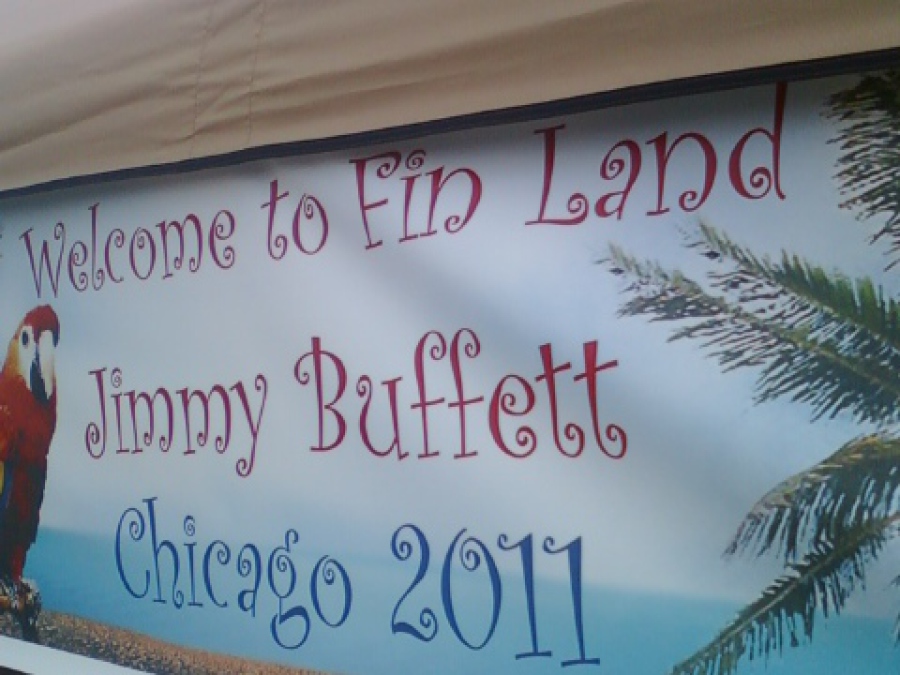 Welcome to Fin Land
Jimmy Buffett
Chicago 2011